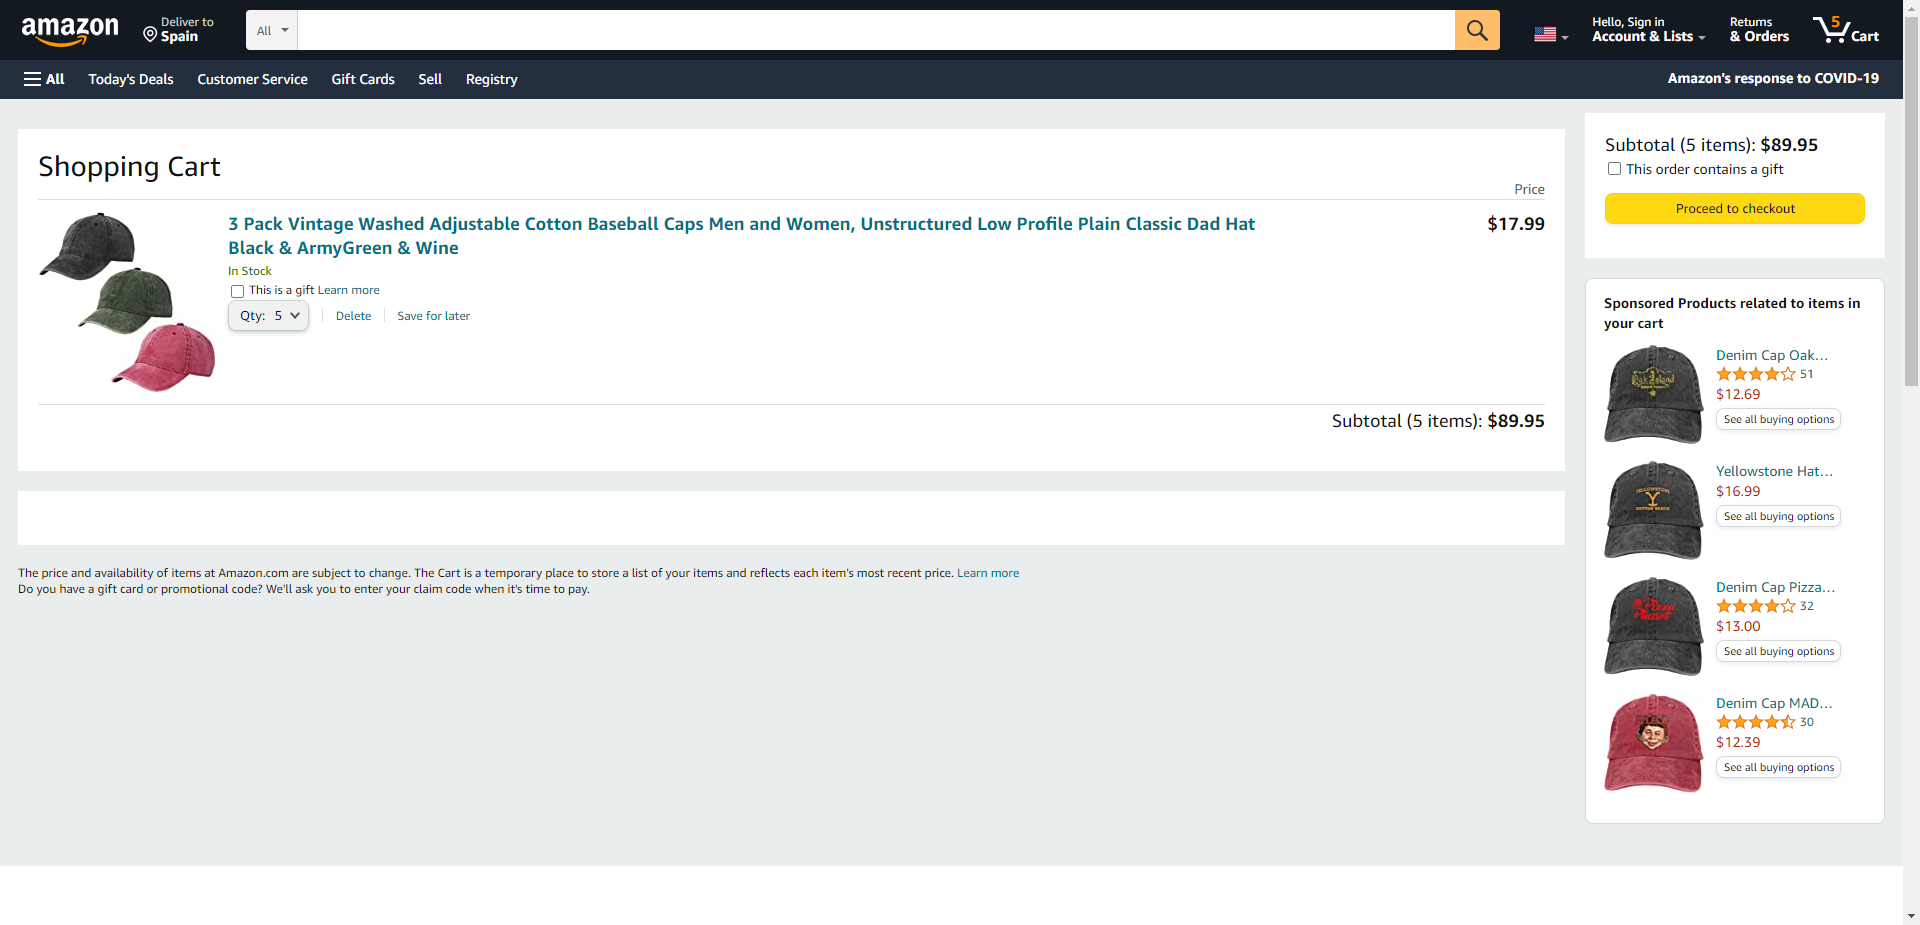 amazon
Deliver to
Spain
All
Hello, Sign in
Account & Lists
Returns
& Orders
5
Cart
All
Today's Deals
Customer Service
Gift Cards
Sell
Registry
Amazon's response to COVID-19
Shopping Cart
Price
3 Pack Vintage Washed Adjustable Cotton Baseball Caps Men and Women, Unstructured Low Profile Plain Classic Dad Hat
Black & ArmyGreen & Wine
$17.99
In Stock
This is a gift Learn more
Qty: 5
Delete
Save for later
Subtotal (5 items): $89.95
The price and availability of items at Amazon.com are subject to change. The Cart is a temporary place to store a list of your items and reflects each item's most recent price. Learn more
Do you have a gift card or promotional code? We'll ask you to enter your claim code when it's time to pay.
Subtotal (5 items): $89.95
This order contains a gift
Proceed to checkout
Sponsored Products related to items in
your cart
Denim Cap Oak...
51
$12.69
See all buying options
Yellowstone Hat...
$16.99
See all buying options
Denim Cap Pizza...
32
$13.00
See all buying options
Denim Cap MAD...
30
$12.39
See all buying options